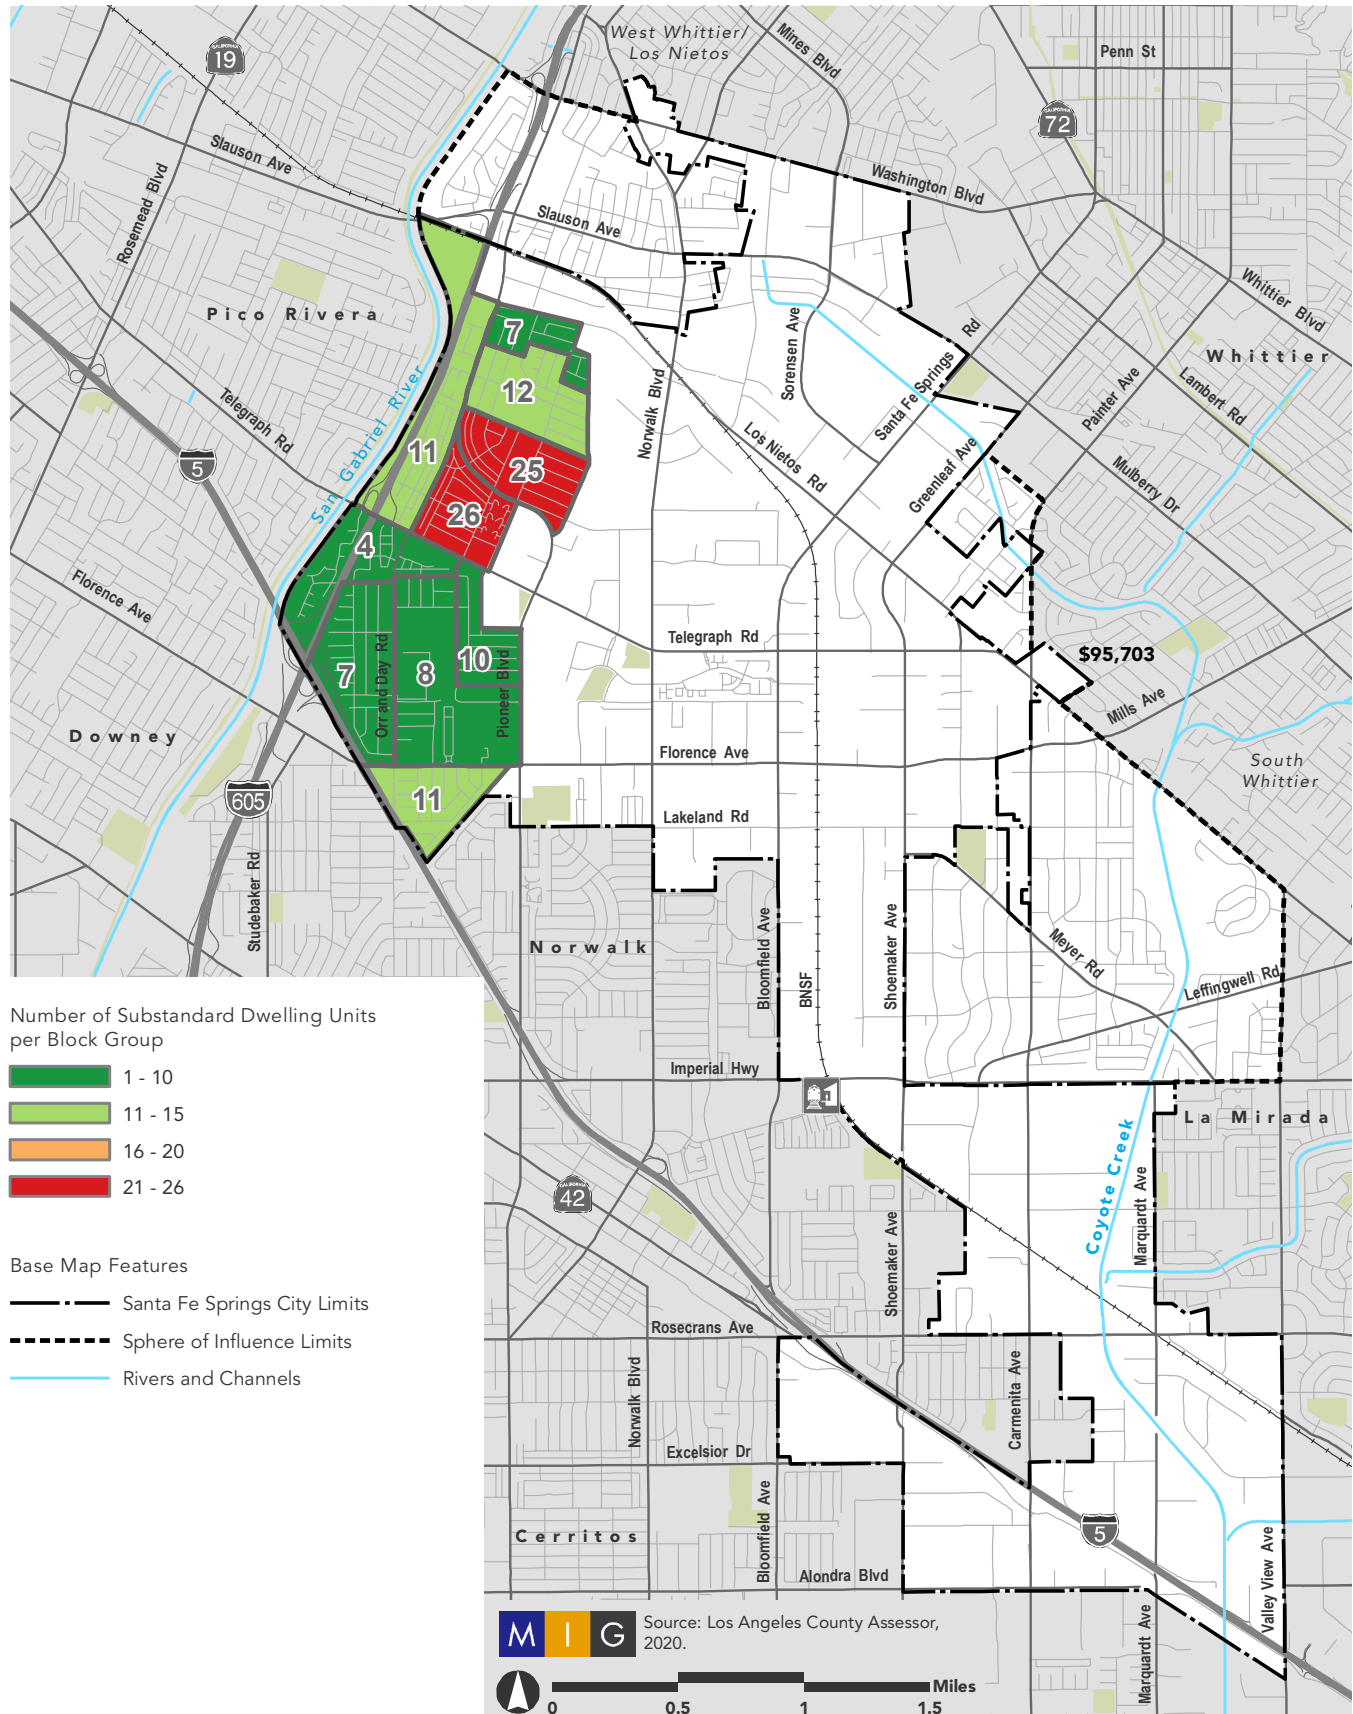 West Whittier/
Los Nietos
Mines Blvd
Penn St
CALIFORNIA
19
CALIFORNIA
72
Slauson Ave
Rosemead Blvd
Washington Blvd
Slauson Ave
Whittier Blvd
Pico Rivera
7
Sorensen Ave
Santa Fe Springs Rd
Whittier
Lambert Rd
Painter Ave
12
Norwalk Blvd
Telegraph Rd
San Gabriel River
11
Los Nietos Rd
Greenleaf Ave
Mulberry Dr
5
25
26
4
Florence Ave
Telegraph Rd
$95,703
7
Orr and Day Rd
8
10
Pioneer Blvd
Mills Ave
Downey
Florence Ave
South
Whittier
605
11
Lakeland Rd
Studebaker Rd
Norwalk
Bloomfield Ave
BNSF
Shoemaker Ave
Meyer Rd
Leffingwell Rd
Number of Substandard Dwelling Units
per Block Group
1 - 10
11 - 15
16 - 20
21 - 26
Imperial Hwy
La Mirada
Coyote Creek
Marquardt Ave
CALIFORNIA
42
Shoemaker Ave
Base Map Features
Santa Fe Springs City Limits
Sphere of Influence Limits
Rivers and Channels
Rosecrans Ave
Norwalk Blvd
Carmenita Ave
Excelsior Dr
Bloomfield Ave
Cerritos
5
Valley View Ave
Alondra Blvd
Marquardt Ave
M I G
Source: Los Angeles County Assessor,
2020.
Miles
0 0.5 1 1.5